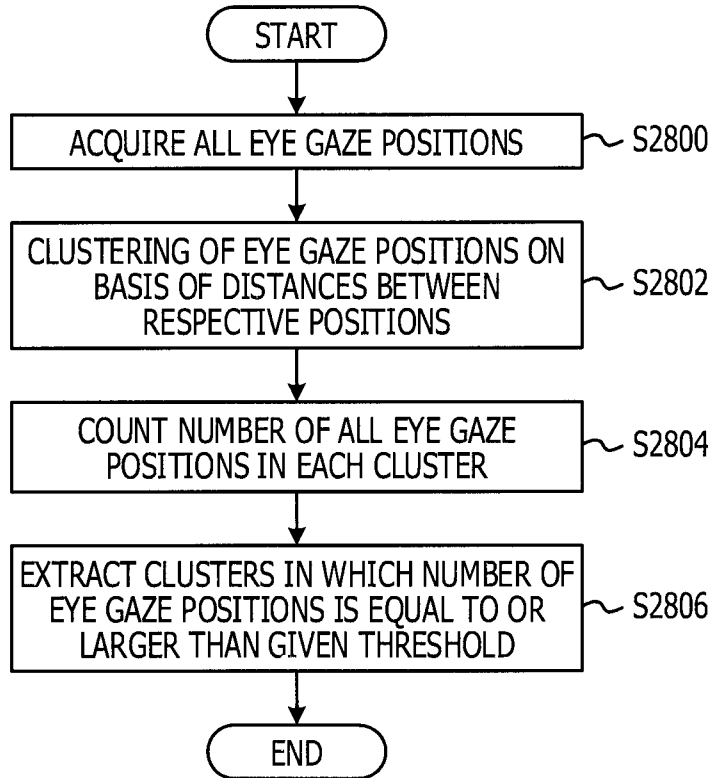 START
ACQUIRE ALL EYE GAZE POSITIONS
S2800
CLUSTERING OF EYE GAZE POSITIONS ON
BASIS OF DISTANCES BETWEEN
RESPECTIVE POSITIONS
S2802
COUNT NUMBER OF ALL EYE GAZE
POSITIONS IN EACH CLUSTER
S2804
EXTRACT CLUSTERS IN WHICH NUMBER OF
EYE GAZE POSITIONS IS EQUAL TO OR
LARGER THAN GIVEN THRESHOLD
S2806
END